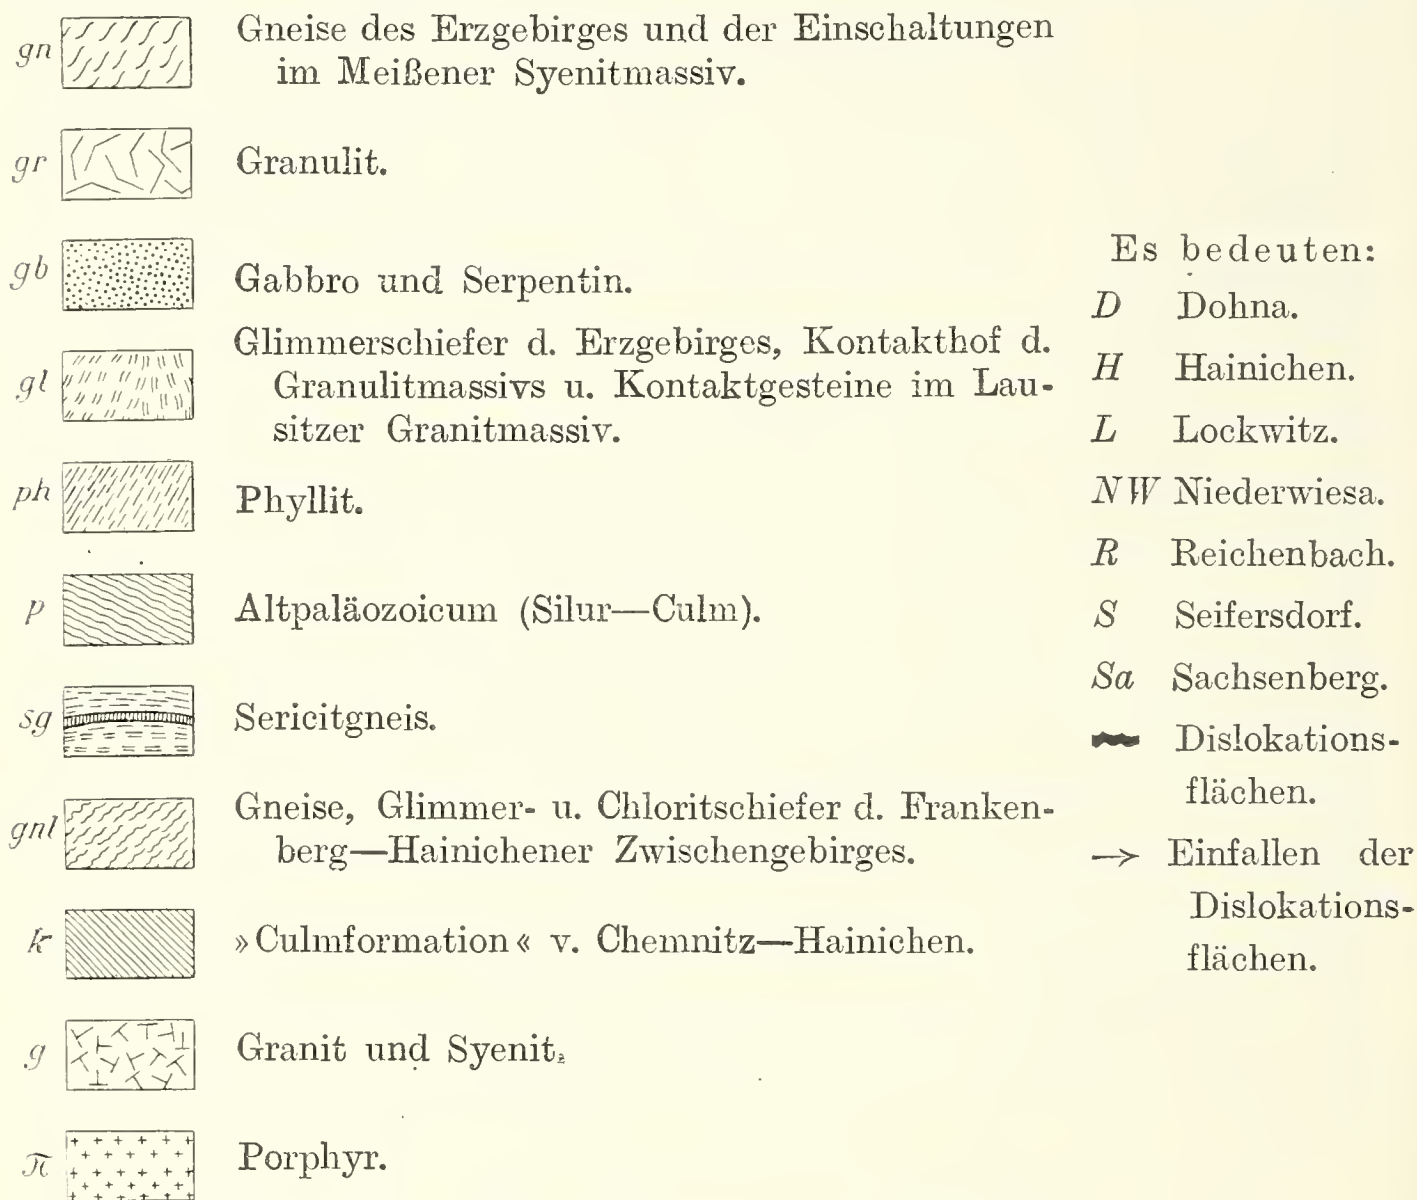 gn Gneise des Erzgebirges und der Einschaltungen
im Meißener Syenitmassiv.
gr Granulit.
gb Gabbro und Serpentin.
gl Glimmerschiefer d. Erzgebirges, Kontakthof d.
Granulitmassivs u. Kontaktgesteine im Lau-
sitzer Granitmassiv.
ph Phyllit.
p Altpaläozoicum (Silur—Culm).
sg Sericitgneis.
gnl Gneise, Glimmer- u. Chloritschiefer d. Franken-
berg—Hainichener Zwischengebirges.
k »Culmformation« v. Chemnitz—Hainichen.
g Granit und Syenit.
π Porphyr.
Es bedeuten:
D Dohna.
H Hainichen.
L Lockwitz.
NW Niederwiesa.
R Reichenbach.
S Seifersdorf.
Sa Sachsenberg.
Dislokations-
flächen.
→ Einfallen der
Dislokations-
flächen.